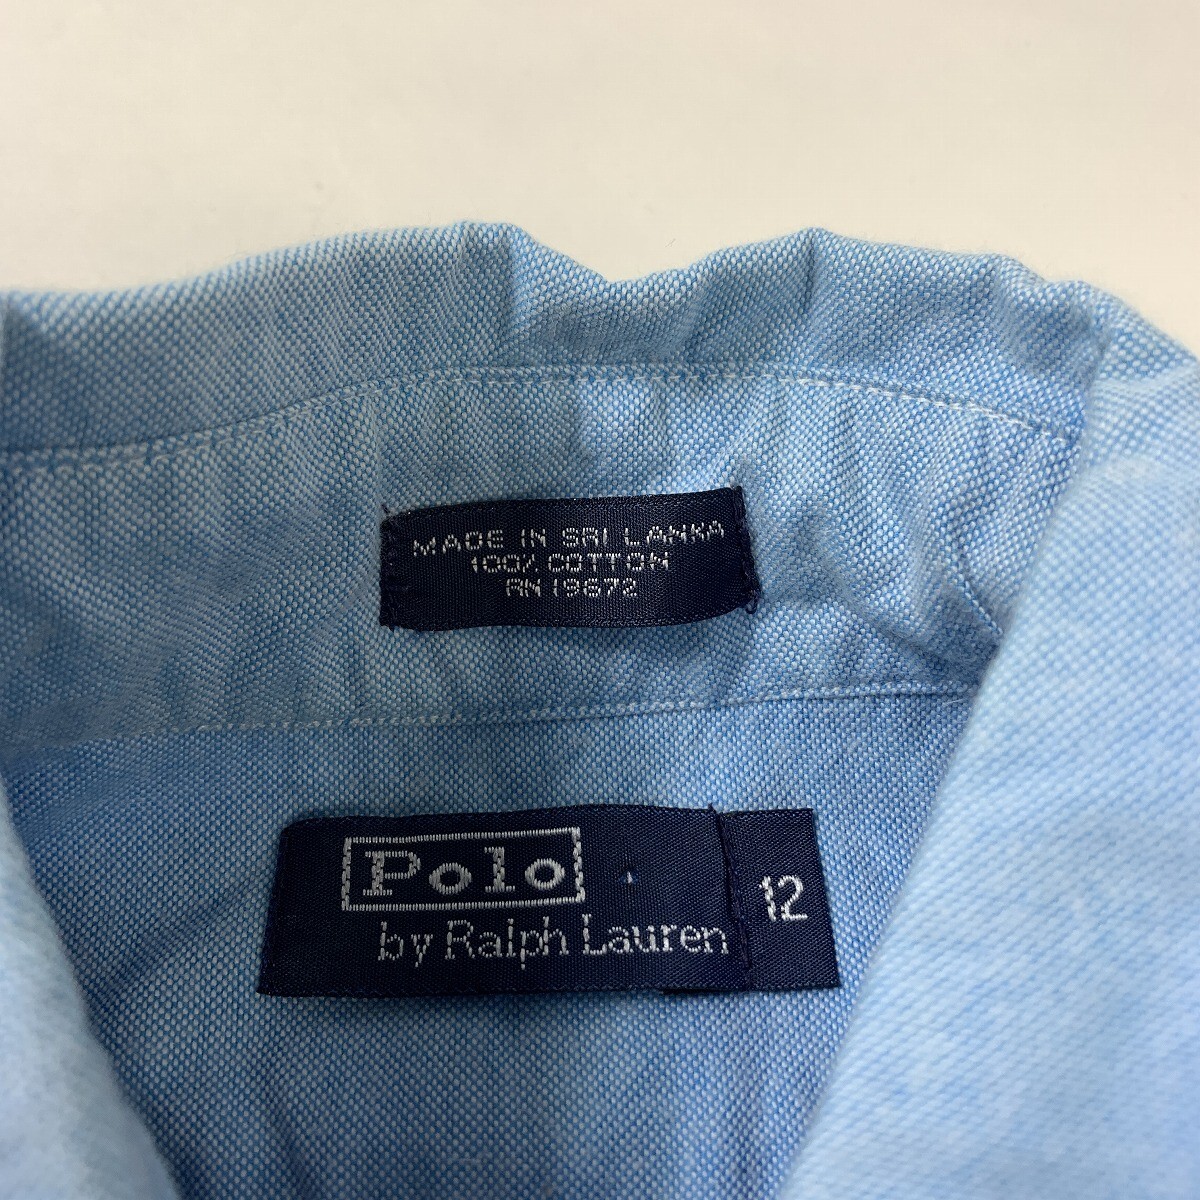 MADE IN SRI LANKA
100% COTTON
RN 19672
Polo
by Ralph Lauren
12